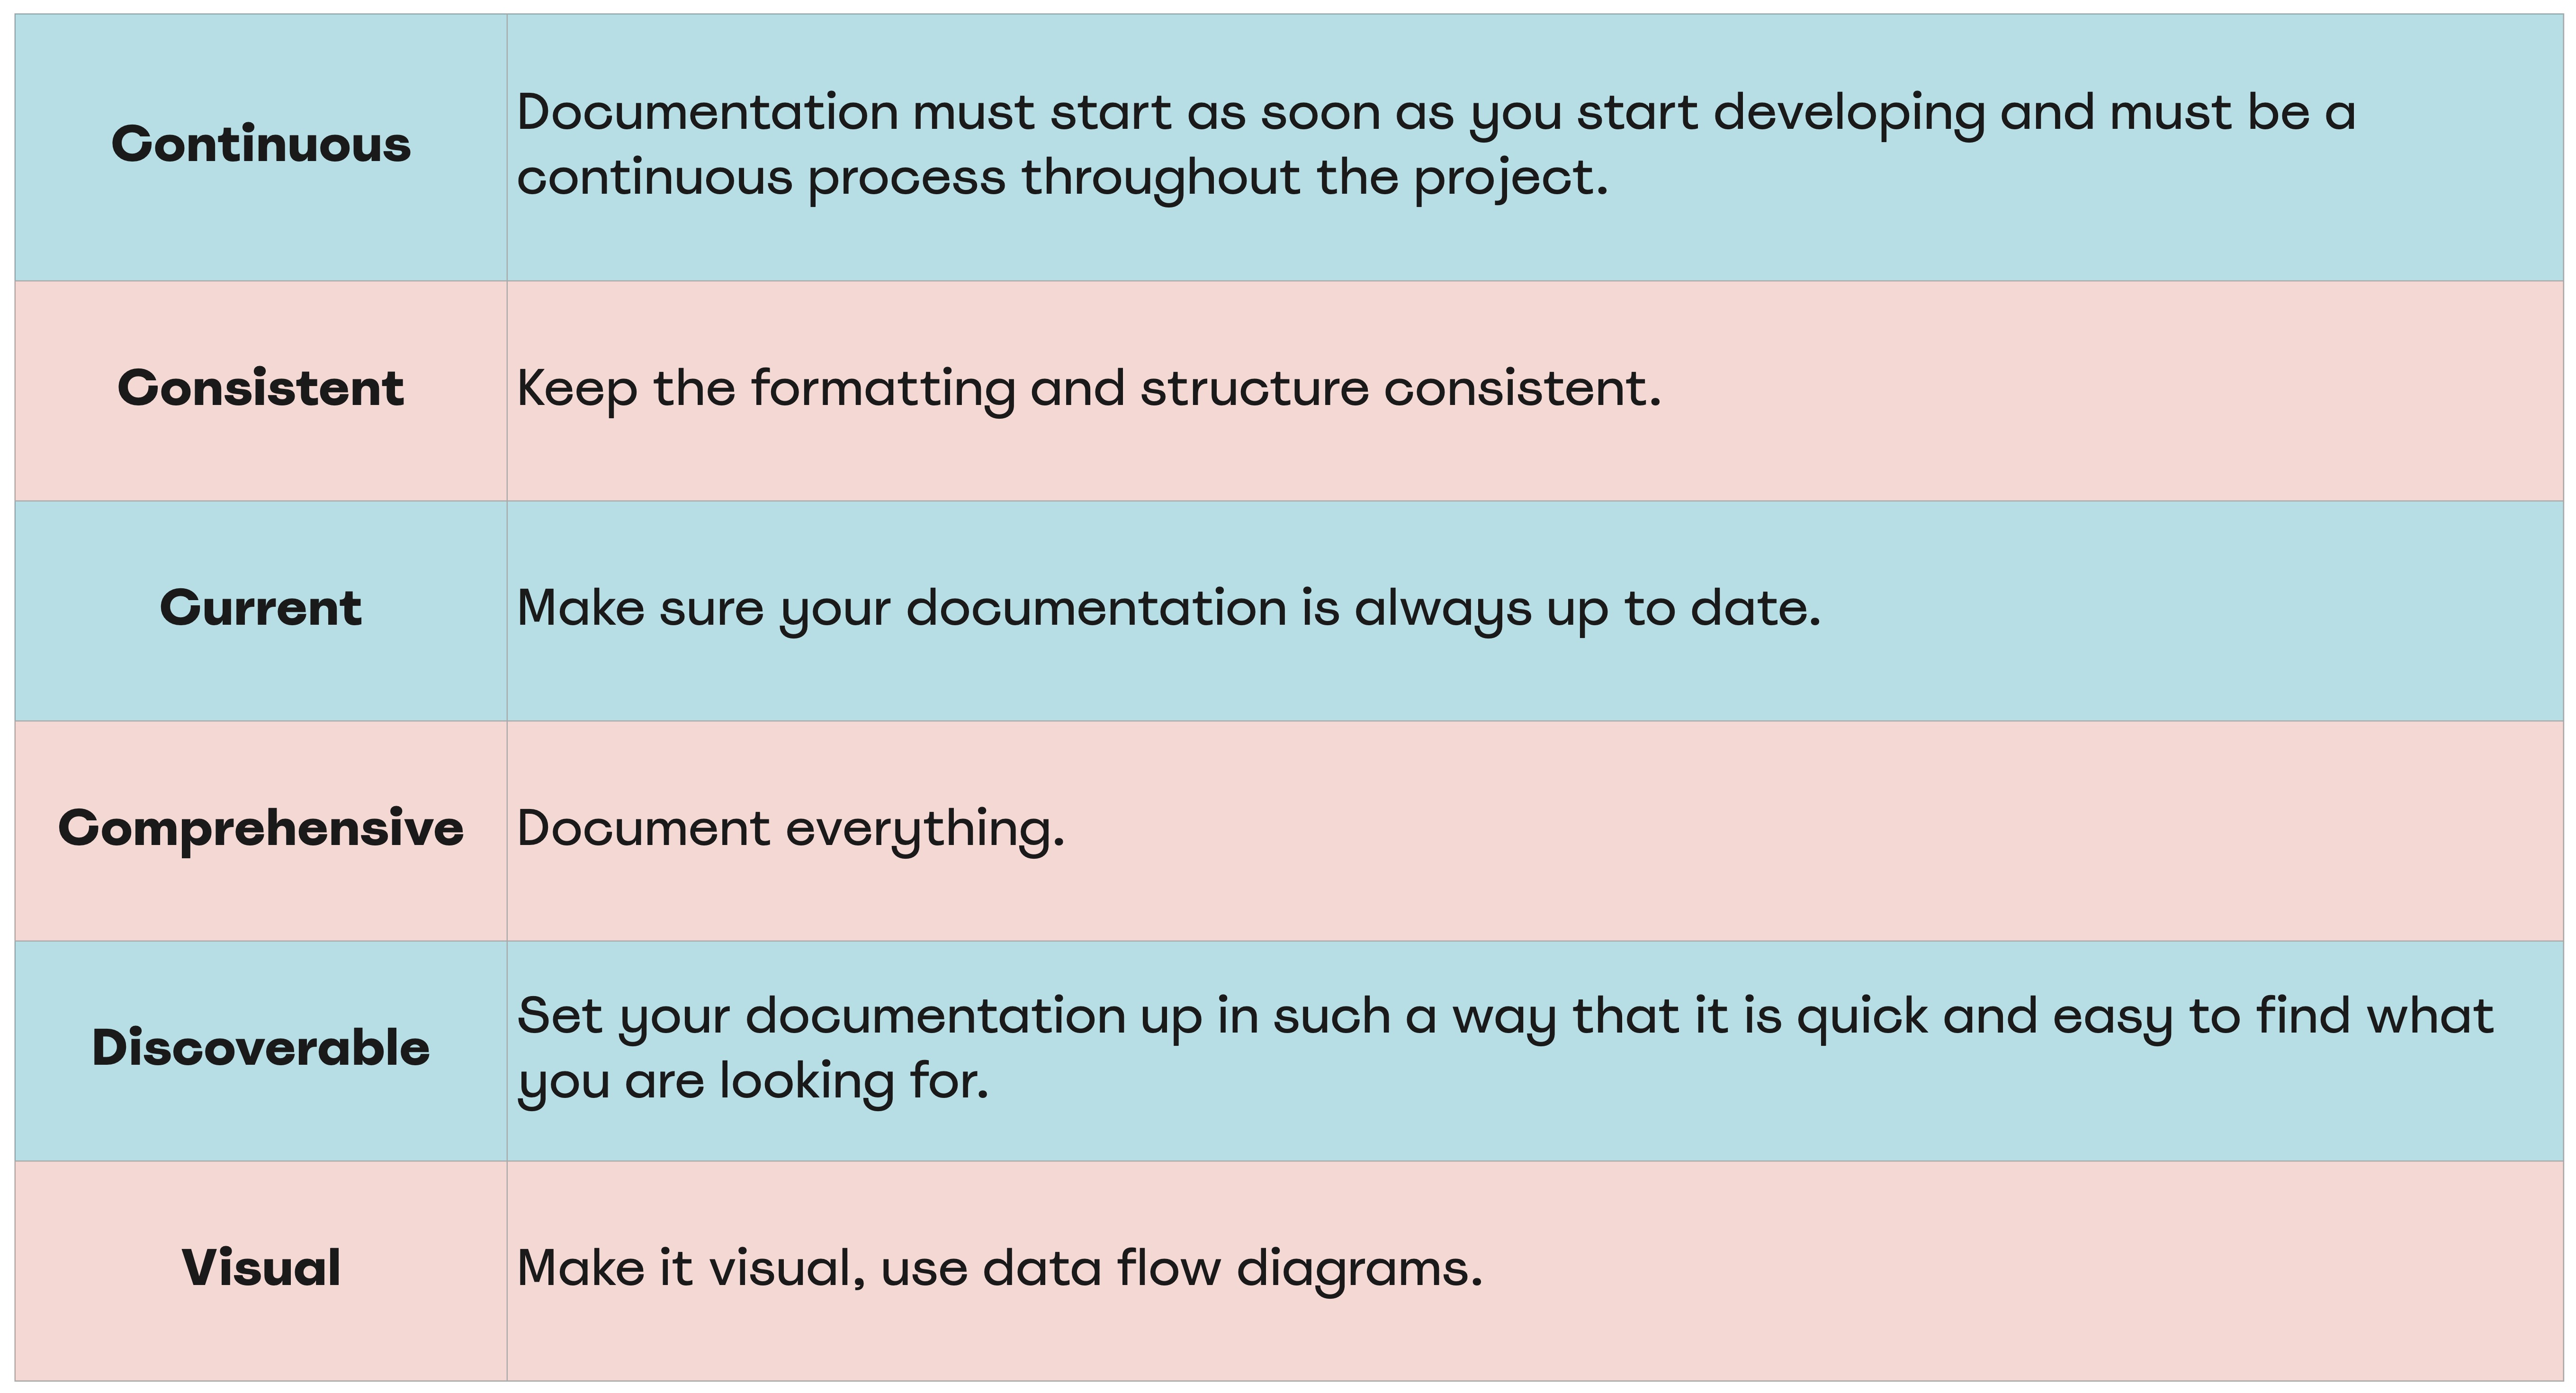 Continuous
Documentation must start as soon as you start developing and must be a
continuous process throughout the project.
Consistent
Keep the formatting and structure consistent.
Current
Make sure your documentation is always up to date.
Comprehensive
Document everything.
Discoverable
Set your documentation up in such a way that it is quick and easy to find what
you are looking for.
Visual
Make it visual, use data flow diagrams.